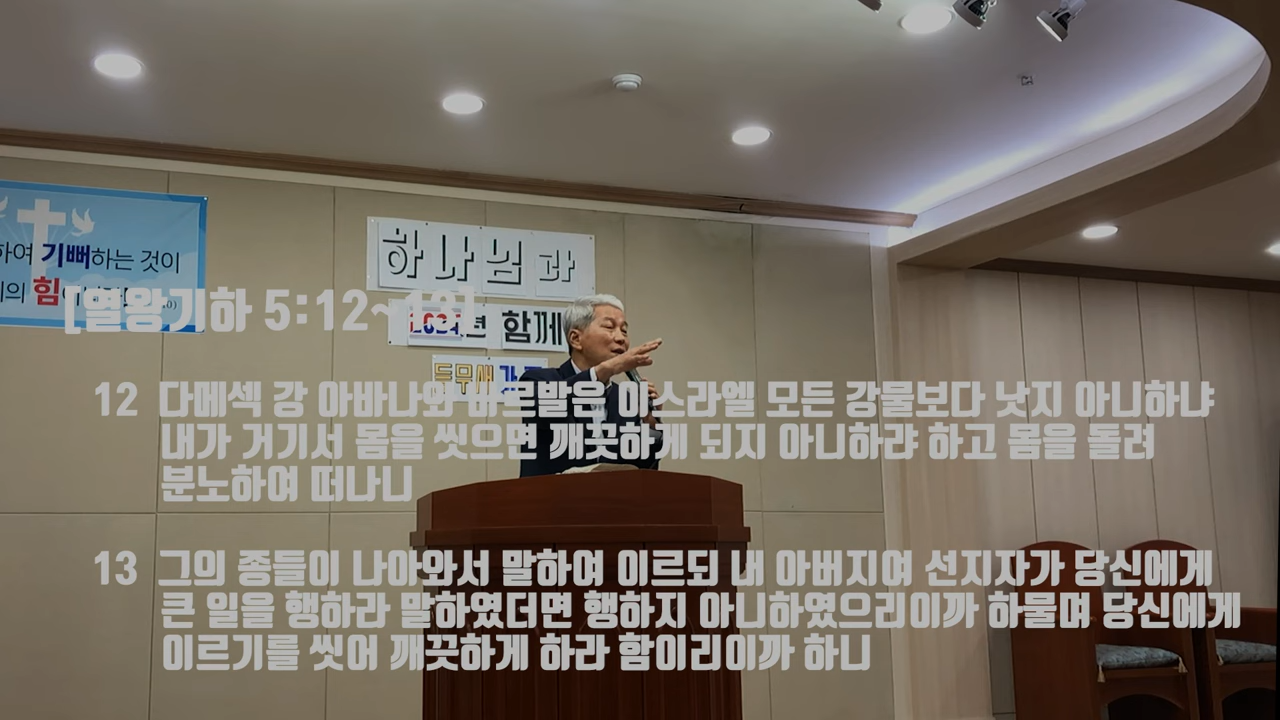 하여 기뻐하는 것이
의 힘이
하나님과
함께
[열왕기하 5:12~13]
12 다메섹 강 아바나와 바르발은 이스라엘 모든 강물보다 낫지 아니하냐
내가 거기서 몸을 씻으면 깨끗하게 되지 아니하랴 하고 몸을 돌려
분노하여 떠나니
13 그의 종들이 나아와서 말하여 이르되 내 아버지여 선지자가 당신에게
큰 일을 행하라 말하였더면 행하지 아니하였으리이까 하물며 당신에게
이르기를 씻어 깨끗하게 하라 함이리이까 하니